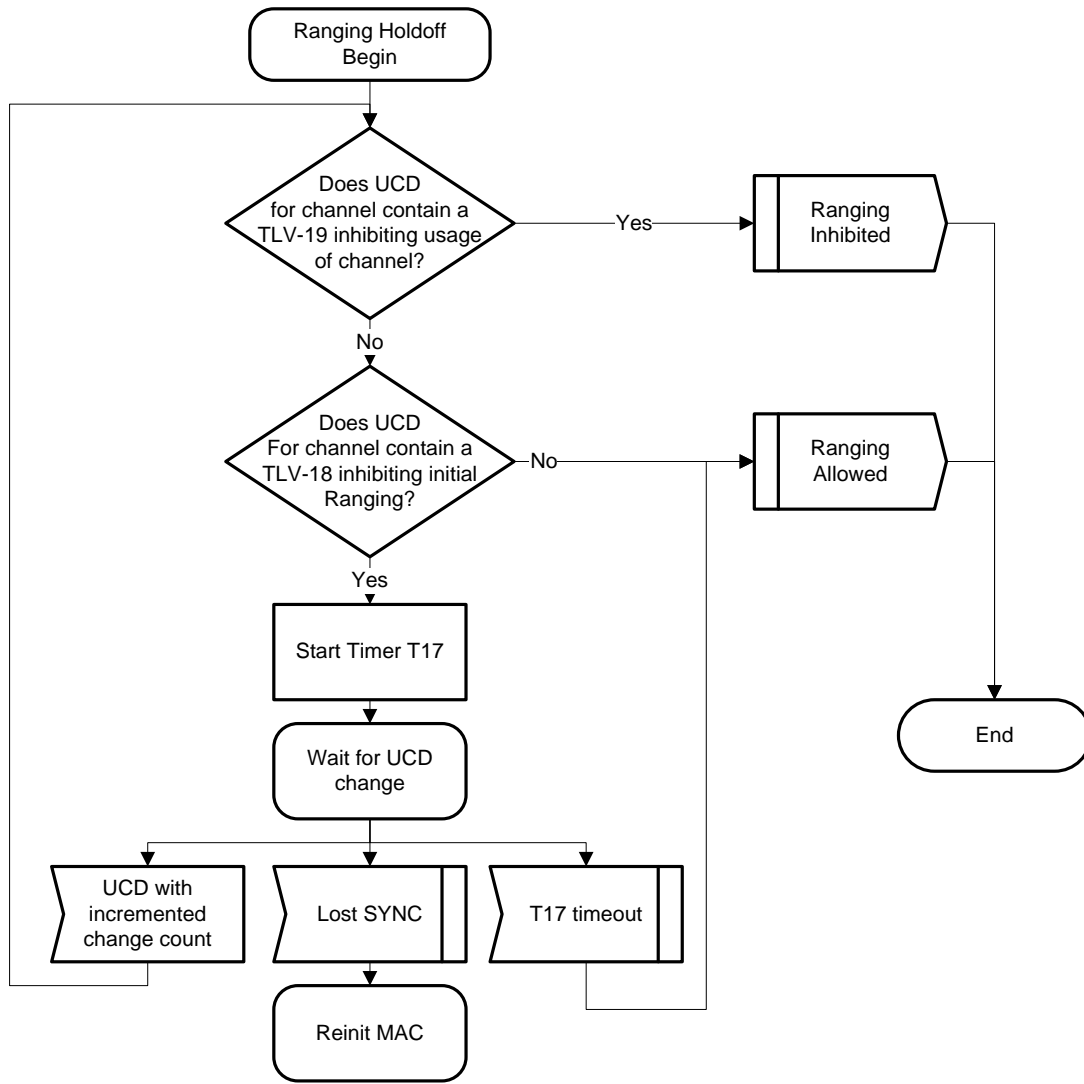 Ranging Holdoff
Begin
Does UCD
for channel contain a
TLV-19 inhibiting usage
of channel?
Yes
Ranging
Inhibited
No
Does UCD
For channel contain a
TLV-18 inhibiting initial
Ranging?
No
Ranging
Allowed
Yes
Start Timer T17
End
Wait for UCD
change
UCD with
incremented
change count
Lost SYNC
T17 timeout
Reinit MAC